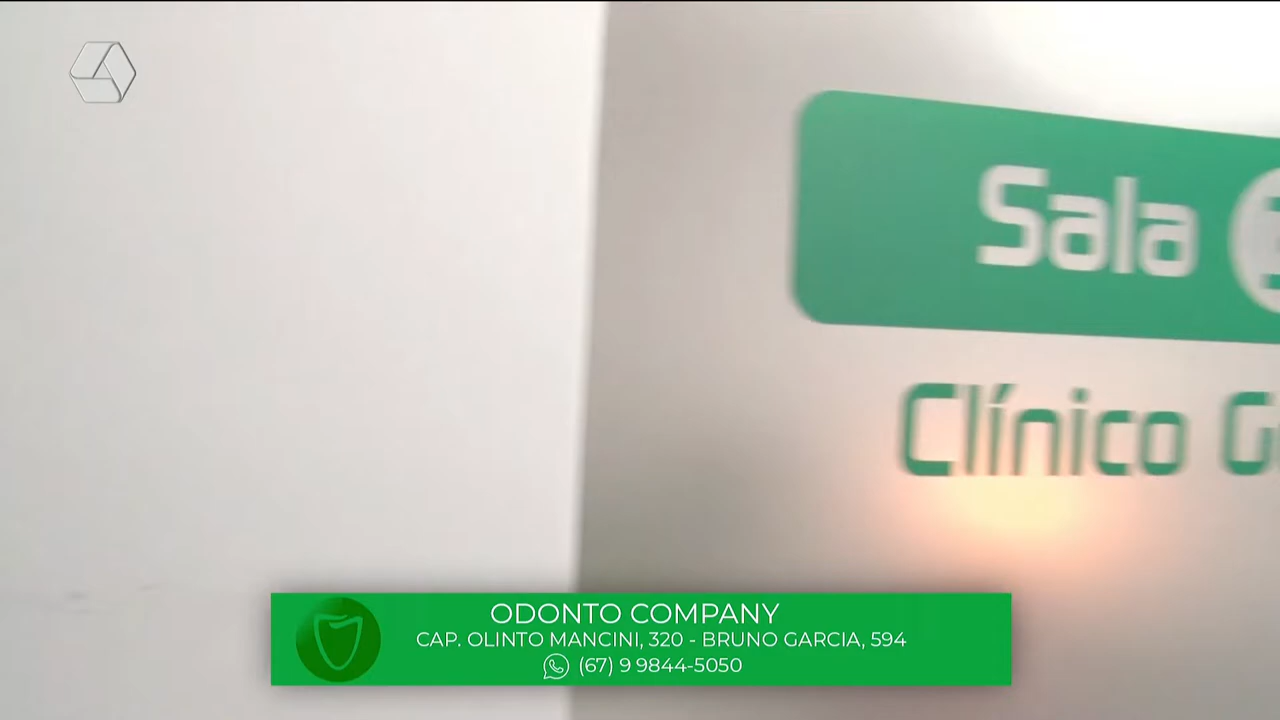 Sala
Clínico
ODONTO COMPANY
CAP. OLINTO MANCINI, 320 - BRUNO GARCIA, 594
(67) 9 9844-5050